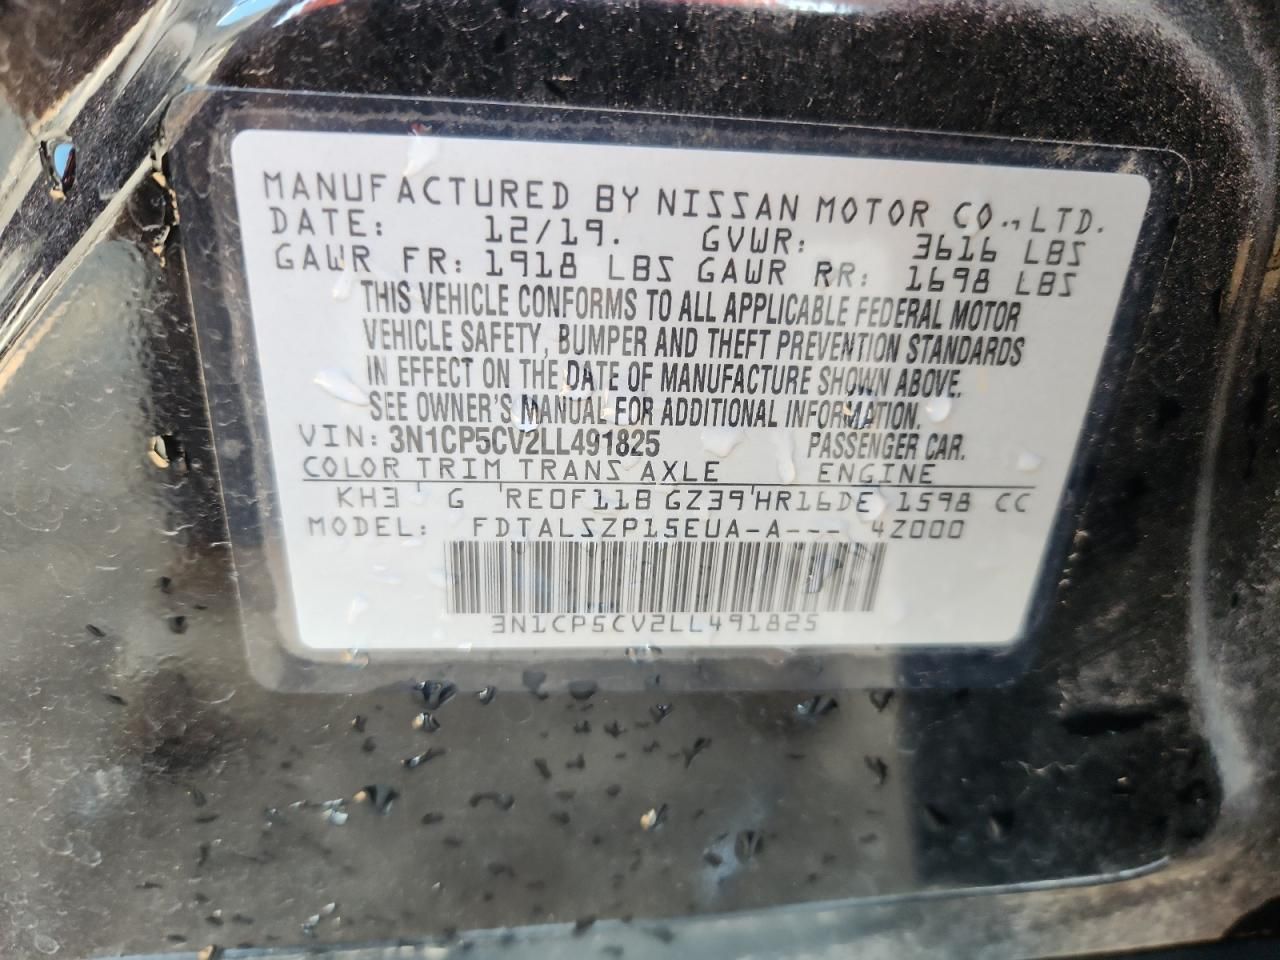 MANUFACTURED BY NISSAN MOTOR CO., LTD.
DATE: 12/19. GVWR: 3616 LBS
GAWR FR: 1918 LBS GAWR RR: 1698 LBS
THIS VEHICLE CONFORMS TO ALL APPLICABLE FEDERAL MOTOR
VEHICLE SAFETY, BUMPER AND THEFT PREVENTION STANDARDS
IN EFFECT ON THE DATE OF MANUFACTURE SHOWN ABOVE.
SEE OWNER'S MANUAL FOR ADDITIONAL INFORMATION.
VIN: 3N1CP5CV2LL491825 PASSENGER CAR.
COLOR TRIM TRANS AXLE ENGINE
KH3 G RE0F11B GZ39 HR16DE 1598 CC
MODEL: FDTALSZP15EUA-A--- 4Z000
3N1CP5CV2LL491825